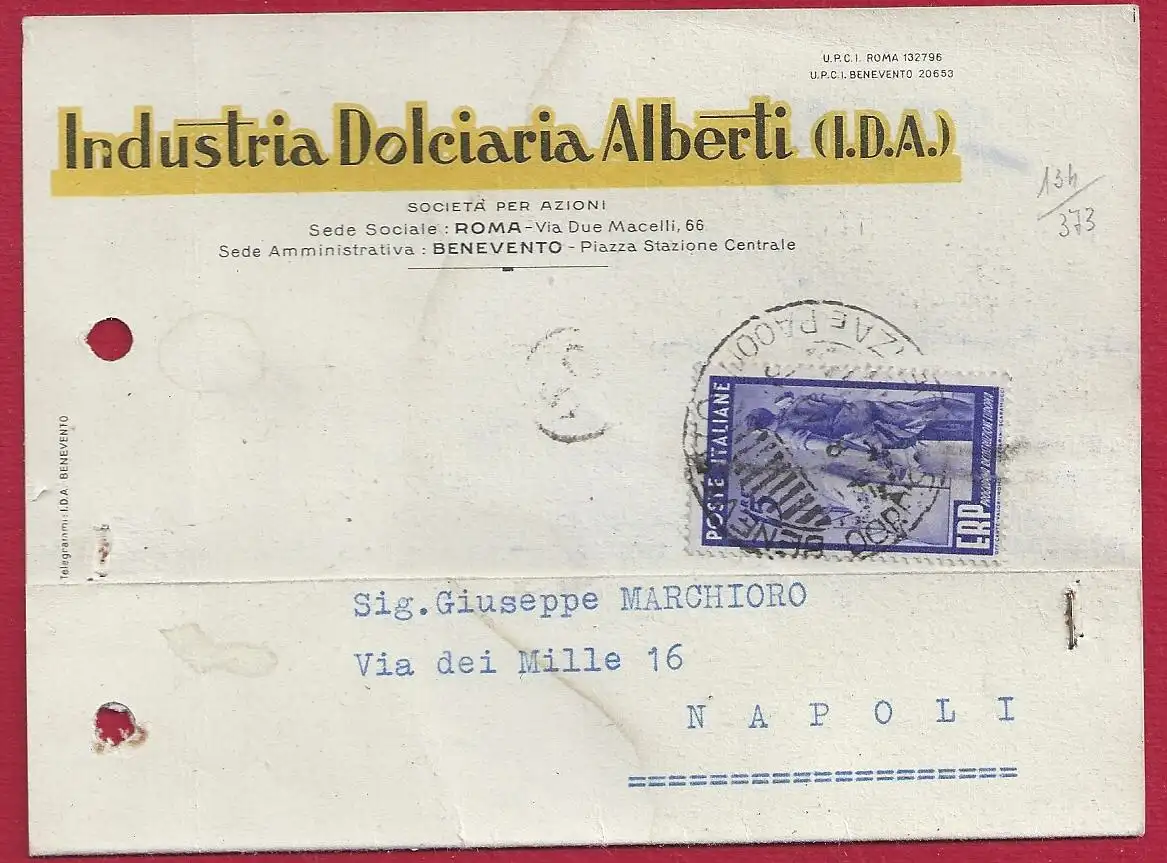 U.P.C.I. ROMA 132796
U.P.C.I. BENEVENTO 20653
Industria Dolciaria Alberti (I.D.A.)
SOCIETÀ PER AZIONI
Sede Sociale : ROMA - Via Due Macelli, 66
Sede Amministrativa : BENEVENTO - Piazza Stazione Centrale
134
373
Telegrammi: I.D.A. BENEVENTO
POSTE ITALIANE
ERP
Sig.Giuseppe MARCHIORO
Via dei Mille 16
N A P O L I